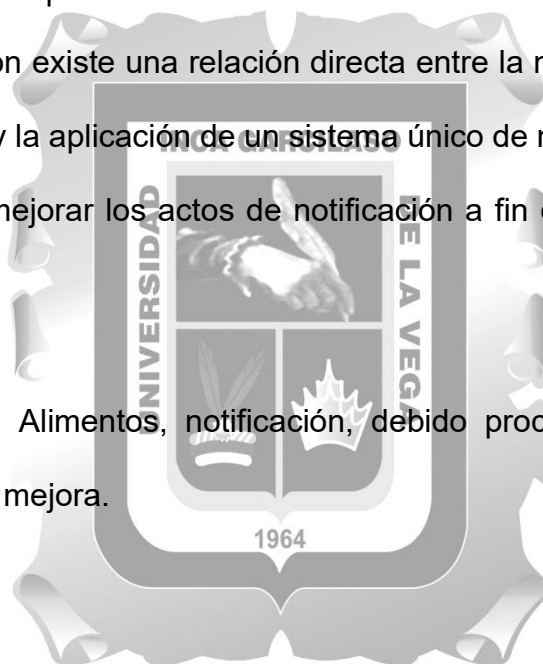 on existe una relación directa entre la
y la aplicación de un sistema único de
INCA GARCILASO
mejorar los actos de notificación a fin
UNIVERSIDAD
DE LA VEGA
Alimentos, notificación, debido
mejora.
1964